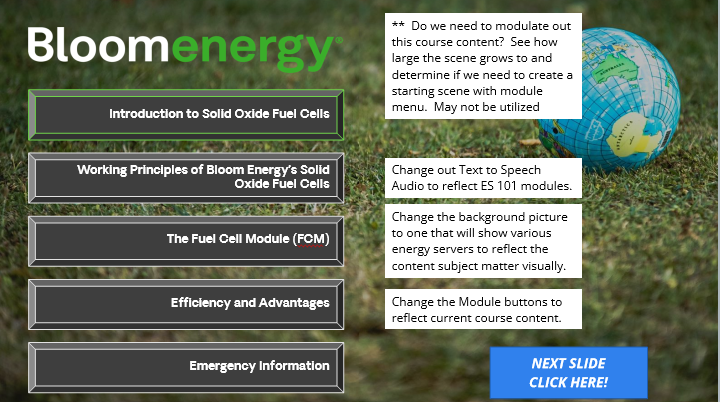 Bloomenergy®
Introduction to Solid Oxide Fuel Cells
Working Principles of Bloom Energy's Solid
Oxide Fuel Cells
The Fuel Cell Module (FCM)
Efficiency and Advantages
Emergency Information
** Do we need to modulate out
this course content? See how
large the scene grows to and
determine if we need to create a
starting scene with module
menu. May not be utilized
Change out Text to Speech
Audio to reflect ES 101 modules.
Change the background picture
to one that will show various
energy servers to reflect the
content subject matter visually.
Change the Module buttons to
reflect current course content.
AUSTRALIA
NEXT SLIDE
CLICK HERE!